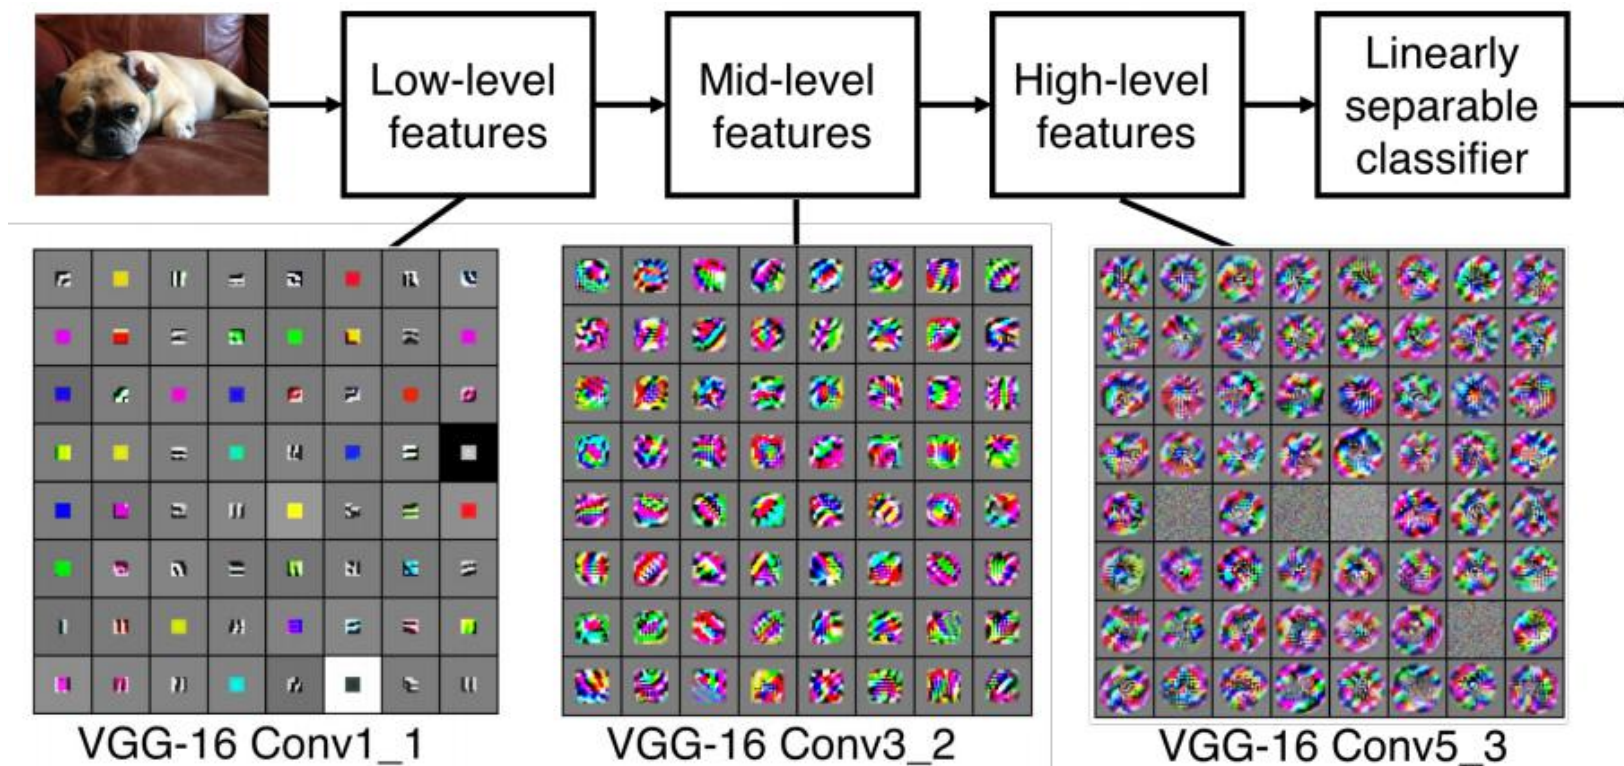 Low-level
features
Mid-level
features
High-level
features
Linearly
separable
classifier
VGG-16 Conv1_1
VGG-16 Conv3_2
VGG-16 Conv5_3